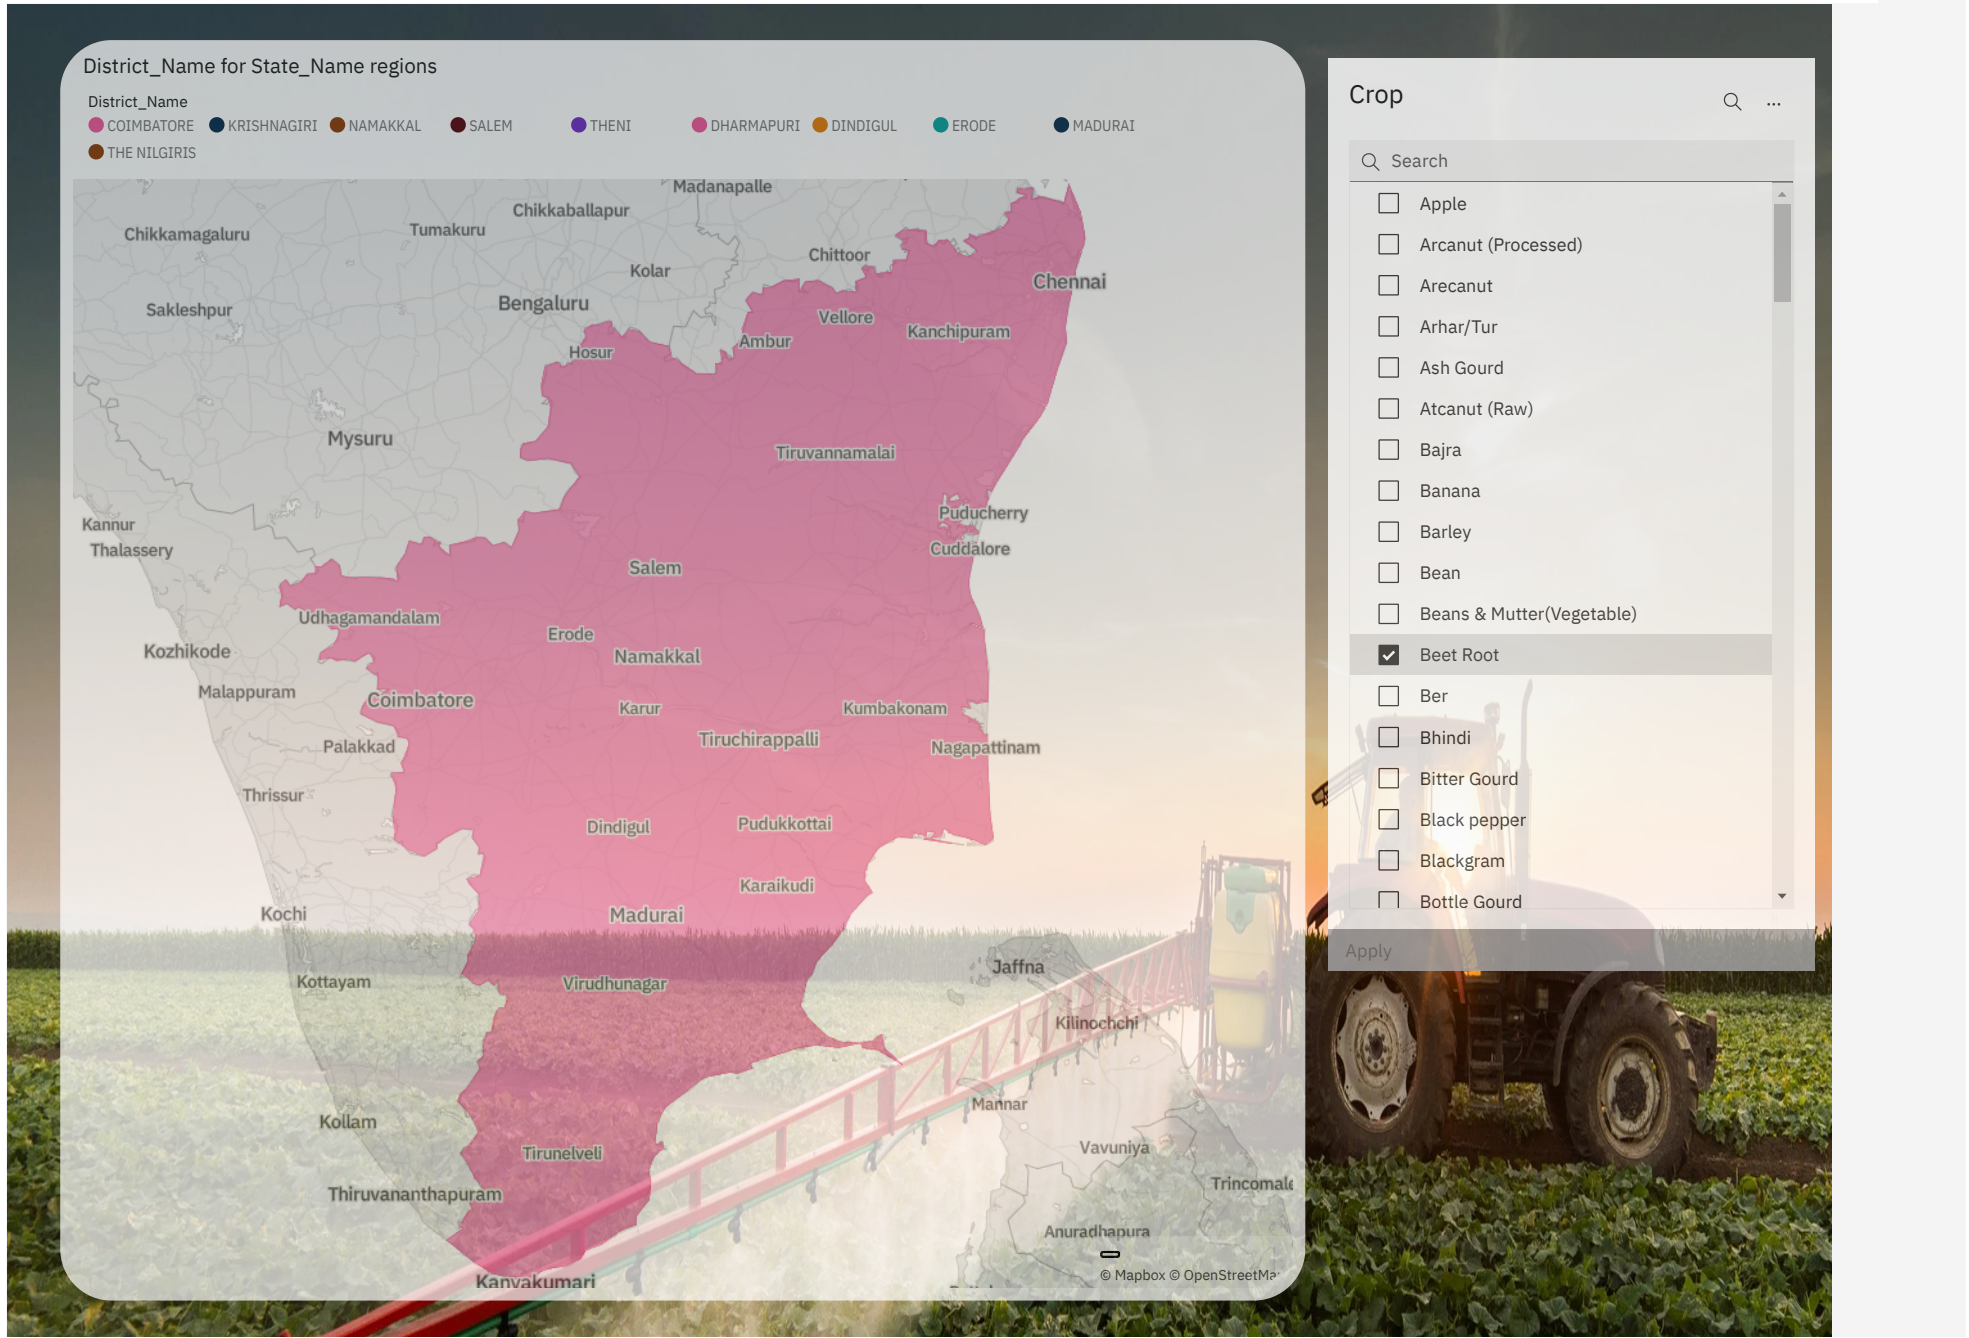 District_Name for State_Name regions
District_Name
COIMBATORE KRISHNAGIRI NAMAKKAL SALEM THENI DHARMAPURI DINDIGUL ERODE MADURAI
THE NILGIRIS
Madanapalle
Chikkaballapur
Chikkamagaluru
Tumakuru
Chittoor
Kolar
Chennai
Sakleshpur
Bengaluru
Vellore
Kanchipuram
Ambur
Hosur
Mysuru
Tiruvannamalai
Puducherry
Kannur
Thalassery
Cuddalore
Salem
Udhagamandalam
Erode
Kozhikode
Namakkal
Malappuram
Coimbatore
Karur
Kumbakonam
Palakkad
Tiruchirappalli
Nagapattinam
Thrissur
Dindigul
Pudukkottai
Karaikudi
Kochi
Madurai
Jaffna
Kottayam
Virudhunagar
Kilinochchi
Mannar
Kollam
Vavuniya
Tirunelveli
Trincomale
Thiruvananthapuram
Anuradhapura
Kanyakumari
© Mapbox © OpenStreetMa
Crop
...
Search
Apple
Arcanut (Processed)
Arecanut
Arhar/Tur
Ash Gourd
Atcanut (Raw)
Bajra
Banana
Barley
Bean
Beans & Mutter(Vegetable)
Beet Root
Ber
Bhindi
Bitter Gourd
Black pepper
Blackgram
Bottle Gourd
Apply